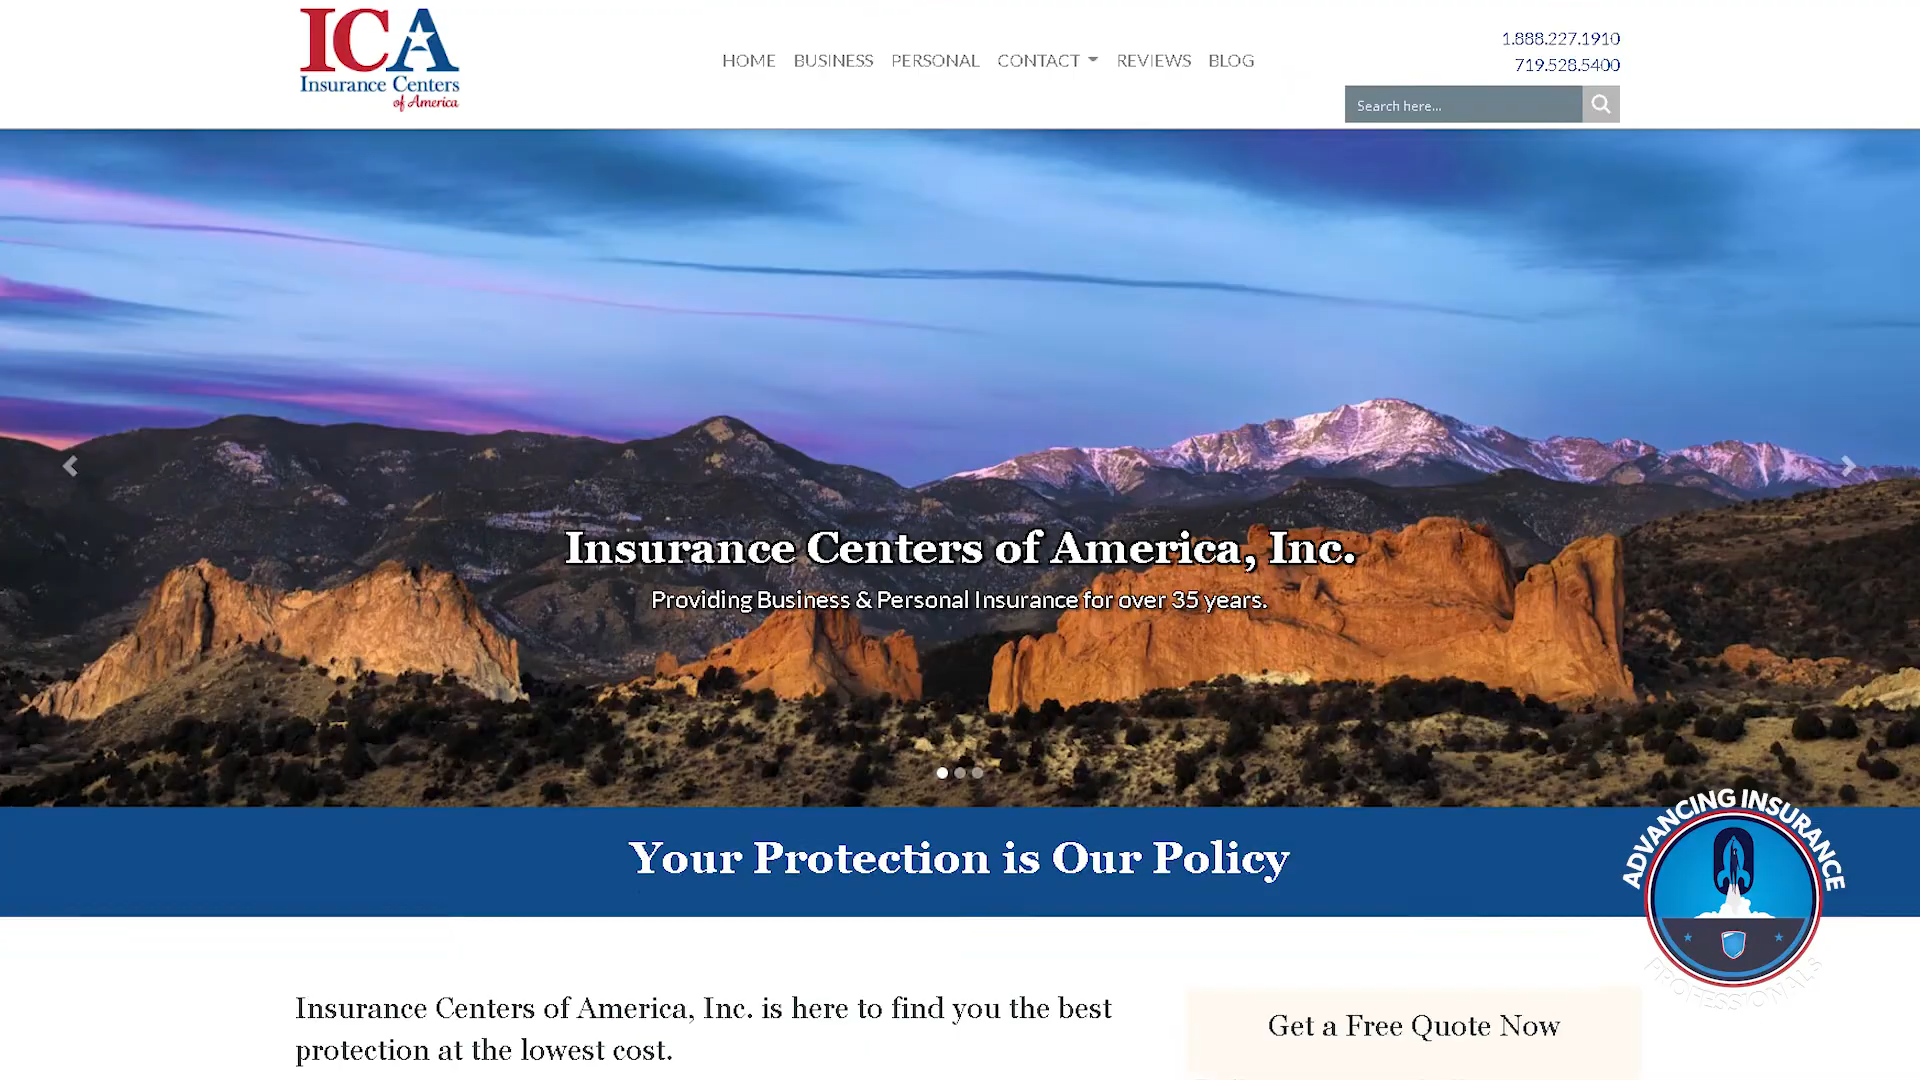 ICA
Insurance Centers
of America
HOME BUSINESS PERSONAL CONTACT REVIEWS BLOG
1.888.227.1910
719.528.5400
Search here...
Insurance Centers of America, Inc.
Providing Business & Personal Insurance for over 35 years.
Your Protection is Our Policy
ADVANCING INSURANCE
PROFESSIONALS
Insurance Centers of America, Inc. is here to find you the best
protection at the lowest cost.
Get a Free Quote Now